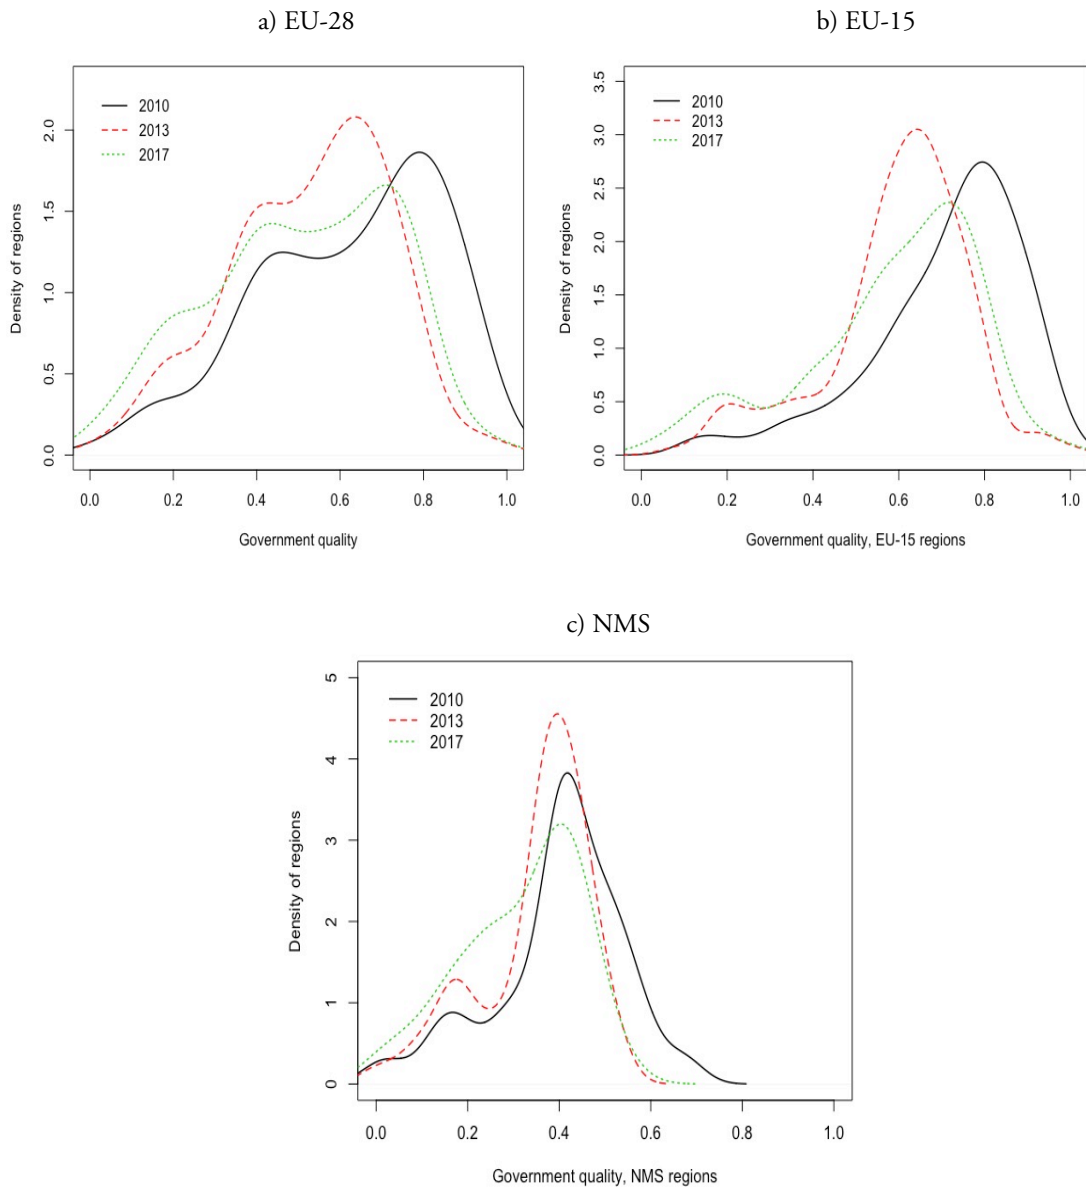 a) EU-28
2010
2013
2017
Density of regions
0.0
0.5
1.0
1.5
2.0
0.0 0.2 0.4 0.6 0.8 1.0
Government quality
b) EU-15
2010
2013
2017
Density of regions
0.0
0.5
1.0
1.5
2.0
2.5
3.0
3.5
0.0 0.2 0.4 0.6 0.8 1.0
Government quality, EU-15 regions
c) NMS
2010
2013
2017
Density of regions
0
1
2
3
4
5
0.0 0.2 0.4 0.6 0.8 1.0
Government quality, NMS regions